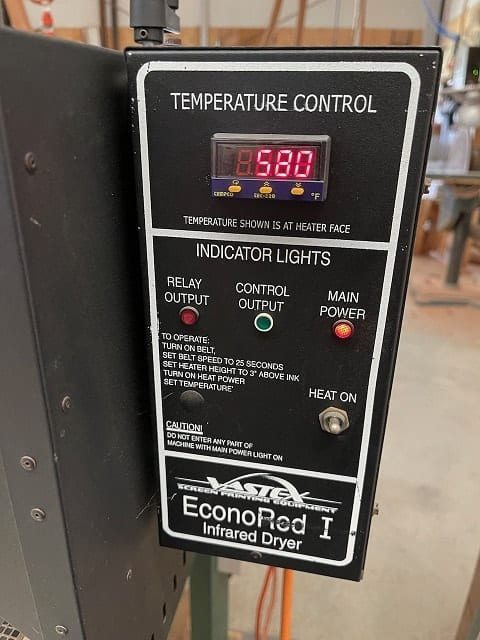 TEMPERATURE CONTROL
580
TEMPCO EPC-220 °F
TEMPERATURE SHOWN IS AT HEATER FACE
INDICATOR LIGHTS
RELAY
OUTPUT
CONTROL
OUTPUT
MAIN
POWER
TO OPERATE:
TURN ON BELT,
SET BELT SPEED TO 25 SECONDS
SET HEATER HEIGHT TO 3" ABOVE INK
TURN ON HEAT POWER
SET TEMPERATURE'
HEAT ON
CAUTION!
DO NOT ENTER ANY PART OF
MACHINE WITH MAIN POWER LIGHT ON
VASTEX
SCREEN PRINTING EQUIPMENT
EconoRed I
Infrared Dryer